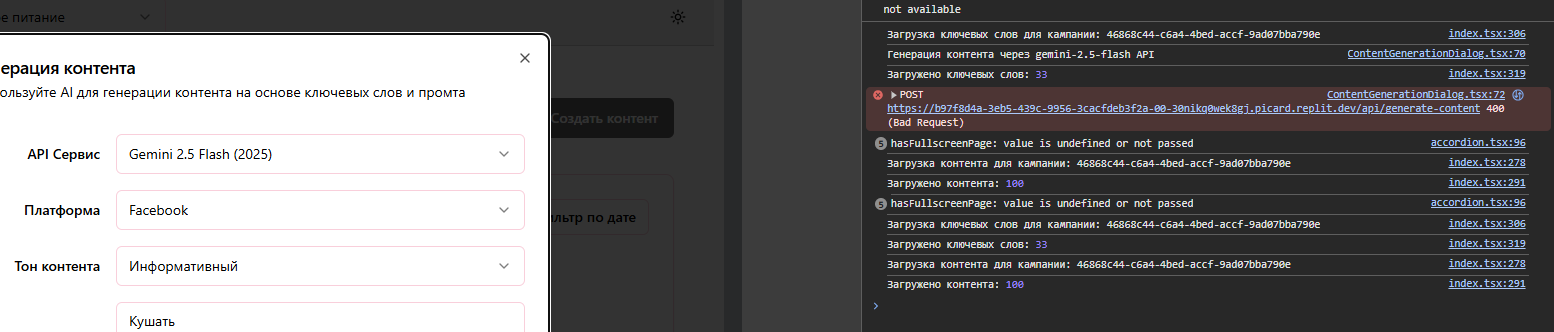 е питание
ерация контента
ользуйте AI для генерации контента на основе ключевых слов и промта
Создать контент
API Сервис
Gemini 2.5 Flash (2025)
Платформа
Facebook
льтр по дате
Тон контента
Информативный
Кушать
not available
Загрузка ключевых слов для кампании: 46868c44-c6a4-4bed-accf-9ad07bba790e index.tsx:306
Генерация контента через gemini-2.5-flash API ContentGenerationDialog.tsx:70
Загружено ключевых слов: 33 index.tsx:319
POST ContentGenerationDialog.tsx:72
https://b97f8d4a-3eb5-439c-9956-3cacfdeb3f2a-00-30nikq0wek8gj.picard.replit.dev/api/generate-content 400
(Bad Request)
5 hasFullscreenPage: value is undefined or not passed accordion.tsx:96
Загрузка контента для кампании: 46868c44-c6a4-4bed-accf-9ad07bba790e index.tsx:278
Загружено контента: 100 index.tsx:291
5 hasFullscreenPage: value is undefined or not passed accordion.tsx:96
Загрузка ключевых слов для кампании: 46868c44-c6a4-4bed-accf-9ad07bba790e index.tsx:306
Загружено ключевых слов: 33 index.tsx:319
Загрузка контента для кампании: 46868c44-c6a4-4bed-accf-9ad07bba790e index.tsx:278
Загружено контента: 100 index.tsx:291